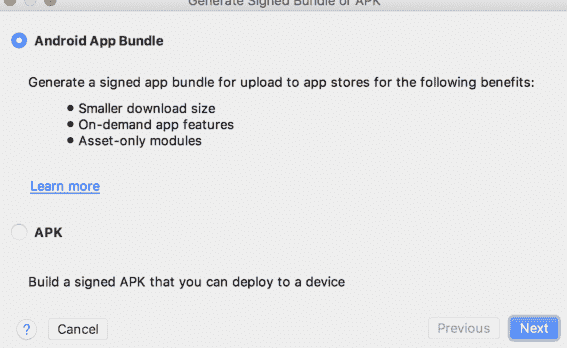 Generate Signed Bundle or APK
Android App Bundle
Generate a signed app bundle for upload to app stores for the following benefits:
• Smaller download size
• On-demand app features
• Asset-only modules
Learn more
APK
Build a signed APK that you can deploy to a device
? Cancel Previous Next